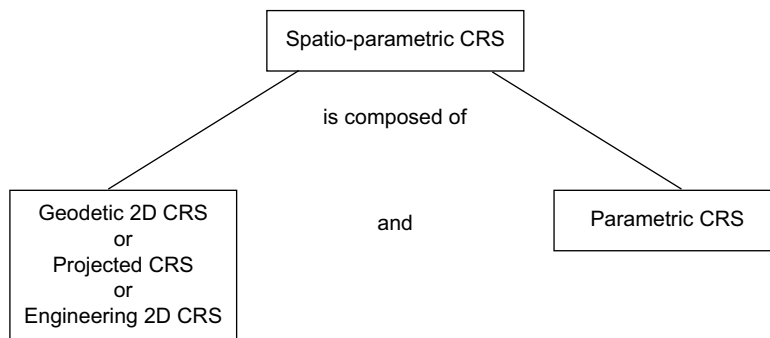 Spatio-parametric CRS
is composed of
Geodetic 2D CRS
or
Projected CRS
or
Engineering 2D CRS
and
Parametric CRS